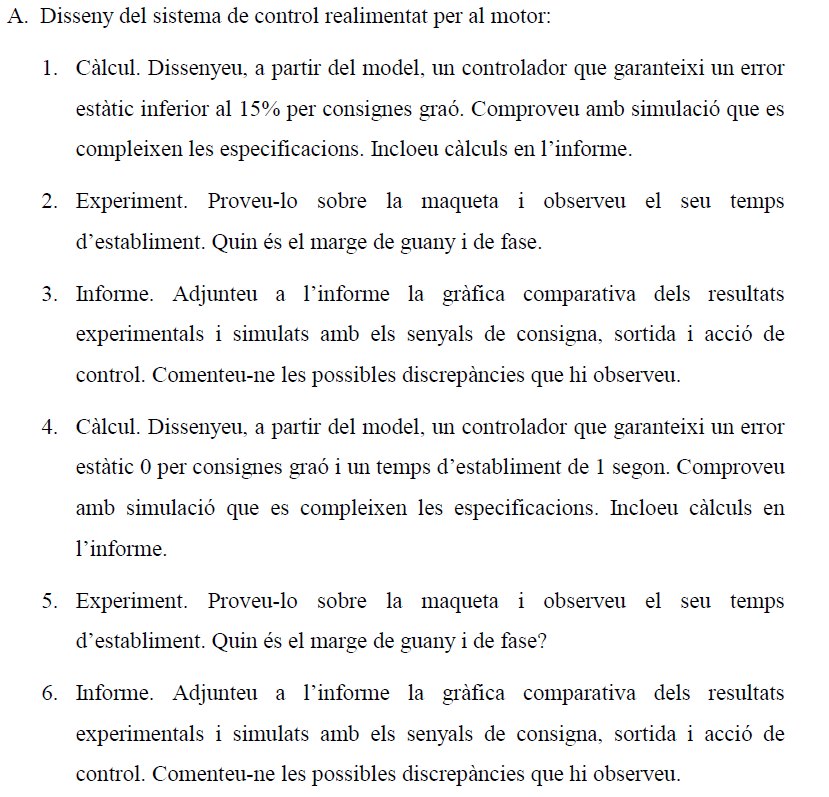 A. Disseny del sistema de control realimentat per al motor:
1. Càlcul. Dissenyeu, a partir del model, un controlador que garanteixi un error
estàtic inferior al 15% per consignes graó. Comproveu amb simulació que es
compleixen les especificacions. Incloeu càlculs en l’informe.
2. Experiment. Proveu-lo sobre la maqueta i observeu el seu temps
d’establiment. Quin és el marge de guany i de fase.
3. Informe. Adjunteu a l’informe la gràfica comparativa dels resultats
experimentals i simulats amb els senyals de consigna, sortida i acció de
control. Comenteu-ne les possibles discrepàncies que hi observeu.
4. Càlcul. Dissenyeu, a partir del model, un controlador que garanteixi un error
estàtic 0 per consignes graó i un temps d’establiment de 1 segon. Comproveu
amb simulació que es compleixen les especificacions. Incloeu càlculs en
l’informe.
5. Experiment. Proveu-lo sobre la maqueta i observeu el seu temps
d’establiment. Quin és el marge de guany i de fase?
6. Informe. Adjunteu a l’informe la gràfica comparativa dels resultats
experimentals i simulats amb els senyals de consigna, sortida i acció de
control. Comenteu-ne les possibles discrepàncies que hi observeu.